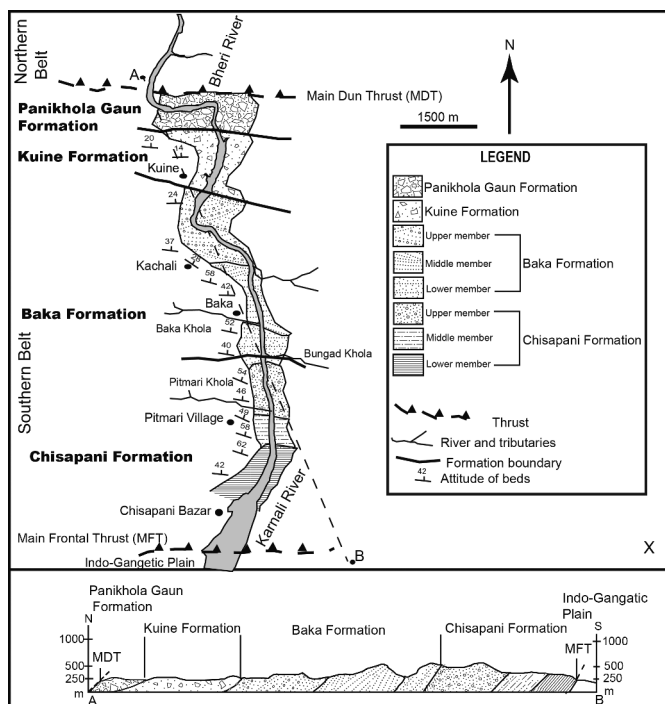 Northern
Belt
A
Bheri River
N
Main Dun Thrust (MDT)
Panikhola Gaun
Formation
1500 m
20
14
Kuine Formation
Kuine
24
37
28
Kachali
58
42
Baka
Baka Formation
Baka Khola
52
40
Bungad Khola
Southern Belt
54
Pitmari Khola
46
49
Pitmari Village
58
62
Chisapani Formation
42
Chisapani Bazar
Karnali River
Main Frontal Thrust (MFT)
Indo-Gangetic Plain
B
X
LEGEND
Panikhola Gaun Formation
Kuine Formation
Upper member
Middle member
Lower member
Baka Formation
Upper member
Middle member
Lower member
Chisapani Formation
Thrust
River and tributaries
Formation boundary
42
Attitude of beds
Panikhola Gaun
Formation
N
Kuine Formation
Baka Formation
Chisapani Formation
Indo-Gangatic
Plain
S
1000
MDT
500
250
m
A
MFT
1000
500
250
m
B